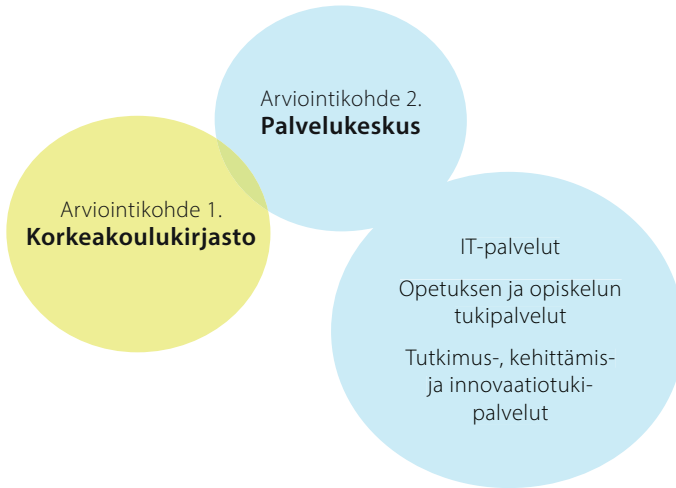 Arviointikohde 2.
Palvelukeskus
Arviointikohde 1.
Korkeakoulukirjasto
IT-palvelut
Opetuksen ja opiskelun
tukipalvelut
Tutkimus-, kehittämis-
ja innovaatiotuki-
palvelut